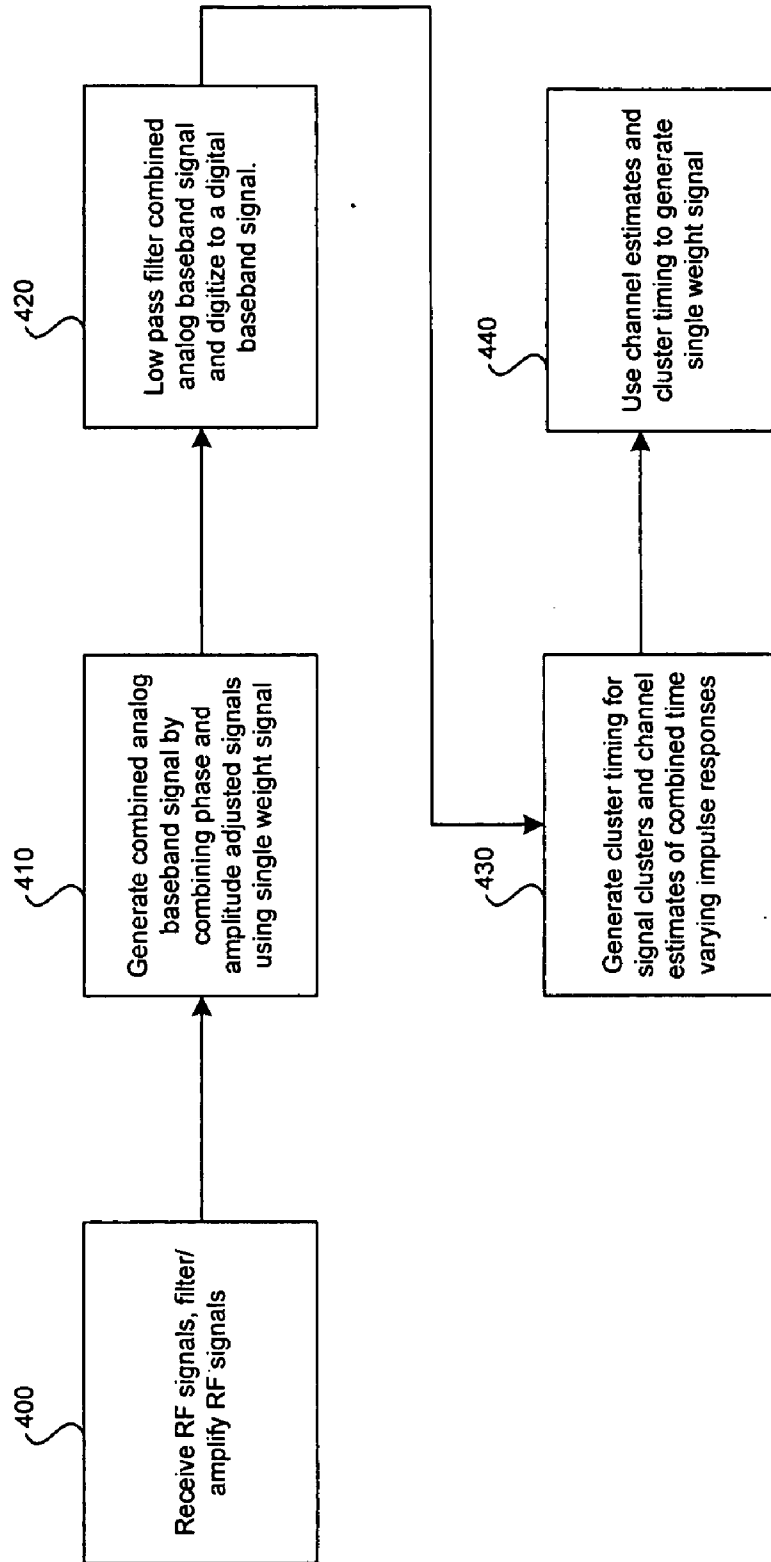 400
Receive RF signals, filter/
amplify RF signals
410
Generate combined analog
baseband signal by
combining phase and
amplitude adjusted signals
using single weight signal
420
Low pass filter combined
analog baseband signal
and digitize to a digital
baseband signal.
430
Generate cluster timing for
signal clusters and channel
estimates of combined time
varying impulse responses
440
Use channel estimates and
cluster timing to generate
single weight signal